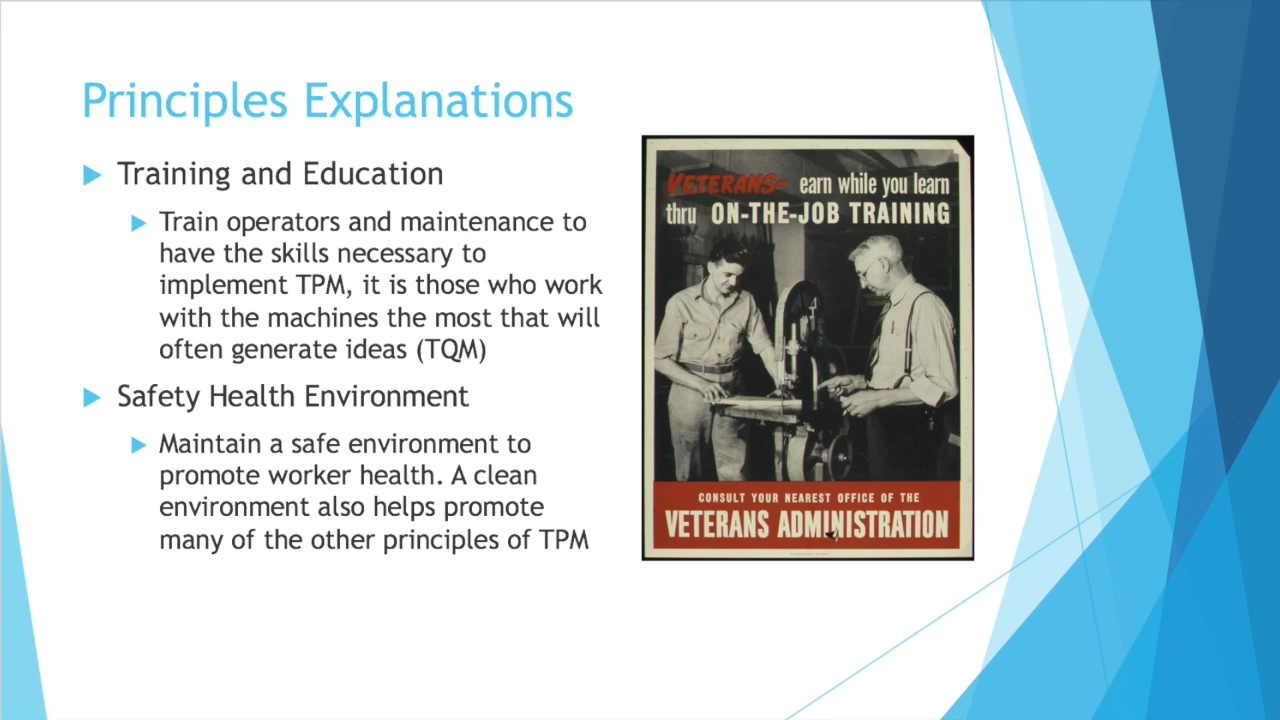 Principles Explanations
Training and Education
Train operators and maintenance to
have the skills necessary to
implement TPM, it is those who work
with the machines the most that will
often generate ideas (TQM)
Safety Health Environment
Maintain a safe environment to
promote worker health. A clean
environment also helps promote
many of the other principles of TPM
VETERANS- earn while you learn
thru ON-THE-JOB TRAINING
CONSULT YOUR NEAREST OFFICE OF THE
VETERANS ADMINISTRATION